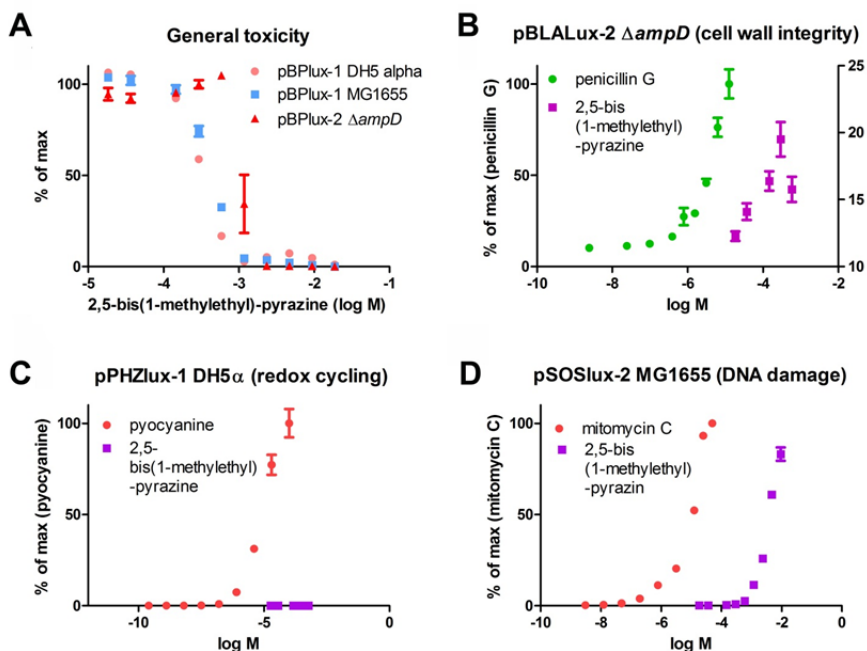 A
General toxicity
pBPlux-1 DH5 alpha
pBPlux-1 MG1655
pBPlux-2 ΔampD
100
50
0
% of max
-5 -4 -3 -2 -1
2,5-bis(1-methylethyl)-pyrazine (log M)
B
pBLALux-2 ΔampD (cell wall integrity)
penicillin G
2,5-bis
(1-methylethyl)
-pyrazine
100
50
0
% of max (penicillin G)
25
20
15
10
-10 -8 -6 -4 -2
log M
C
pPHZlux-1 DH5α (redox cycling)
pyocyanine
2,5-
bis(1-methylethyl)
-pyrazine
100
50
0
% of max (pyocyanine)
-10 -5 0
log M
D
pSOSlux-2 MG1655 (DNA damage)
mitomycin C
2,5-bis
(1-methylethyl)
-pyrazin
100
50
0
% of max (mitomycin C)
-10 -8 -6 -4 -2 0
log M